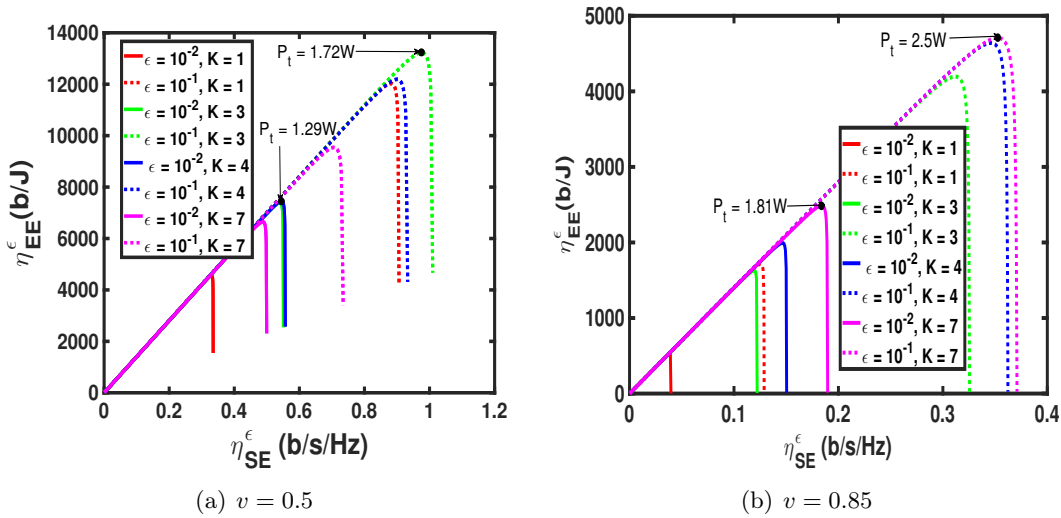 14000
12000
10000
8000
6000
4000
2000
0
η^ε_EE (b/J)
ϵ = 10^-2, K = 1
ϵ = 10^-1, K = 1
ϵ = 10^-2, K = 3
ϵ = 10^-1, K = 3
ϵ = 10^-2, K = 4
ϵ = 10^-1, K = 4
ϵ = 10^-2, K = 7
ϵ = 10^-1, K = 7
P_t = 1.72W
P_t = 1.29W
0 0.2 0.4 0.6 0.8 1 1.2
η^ϵ_SE (b/s/Hz)
(a) v = 0.5
5000
4000
3000
2000
1000
0
η^ϵ_EE (b/J)
P_t = 2.5W
P_t = 1.81W
ϵ = 10^-2, K = 1
ϵ = 10^-1, K = 1
ϵ = 10^-2, K = 3
ϵ = 10^-1, K = 3
ϵ = 10^-2, K = 4
ϵ = 10^-1, K = 4
ϵ = 10^-2, K = 7
ϵ = 10^-1, K = 7
0 0.1 0.2 0.3 0.4
η^ϵ_SE (b/s/Hz)
(b) v = 0.85